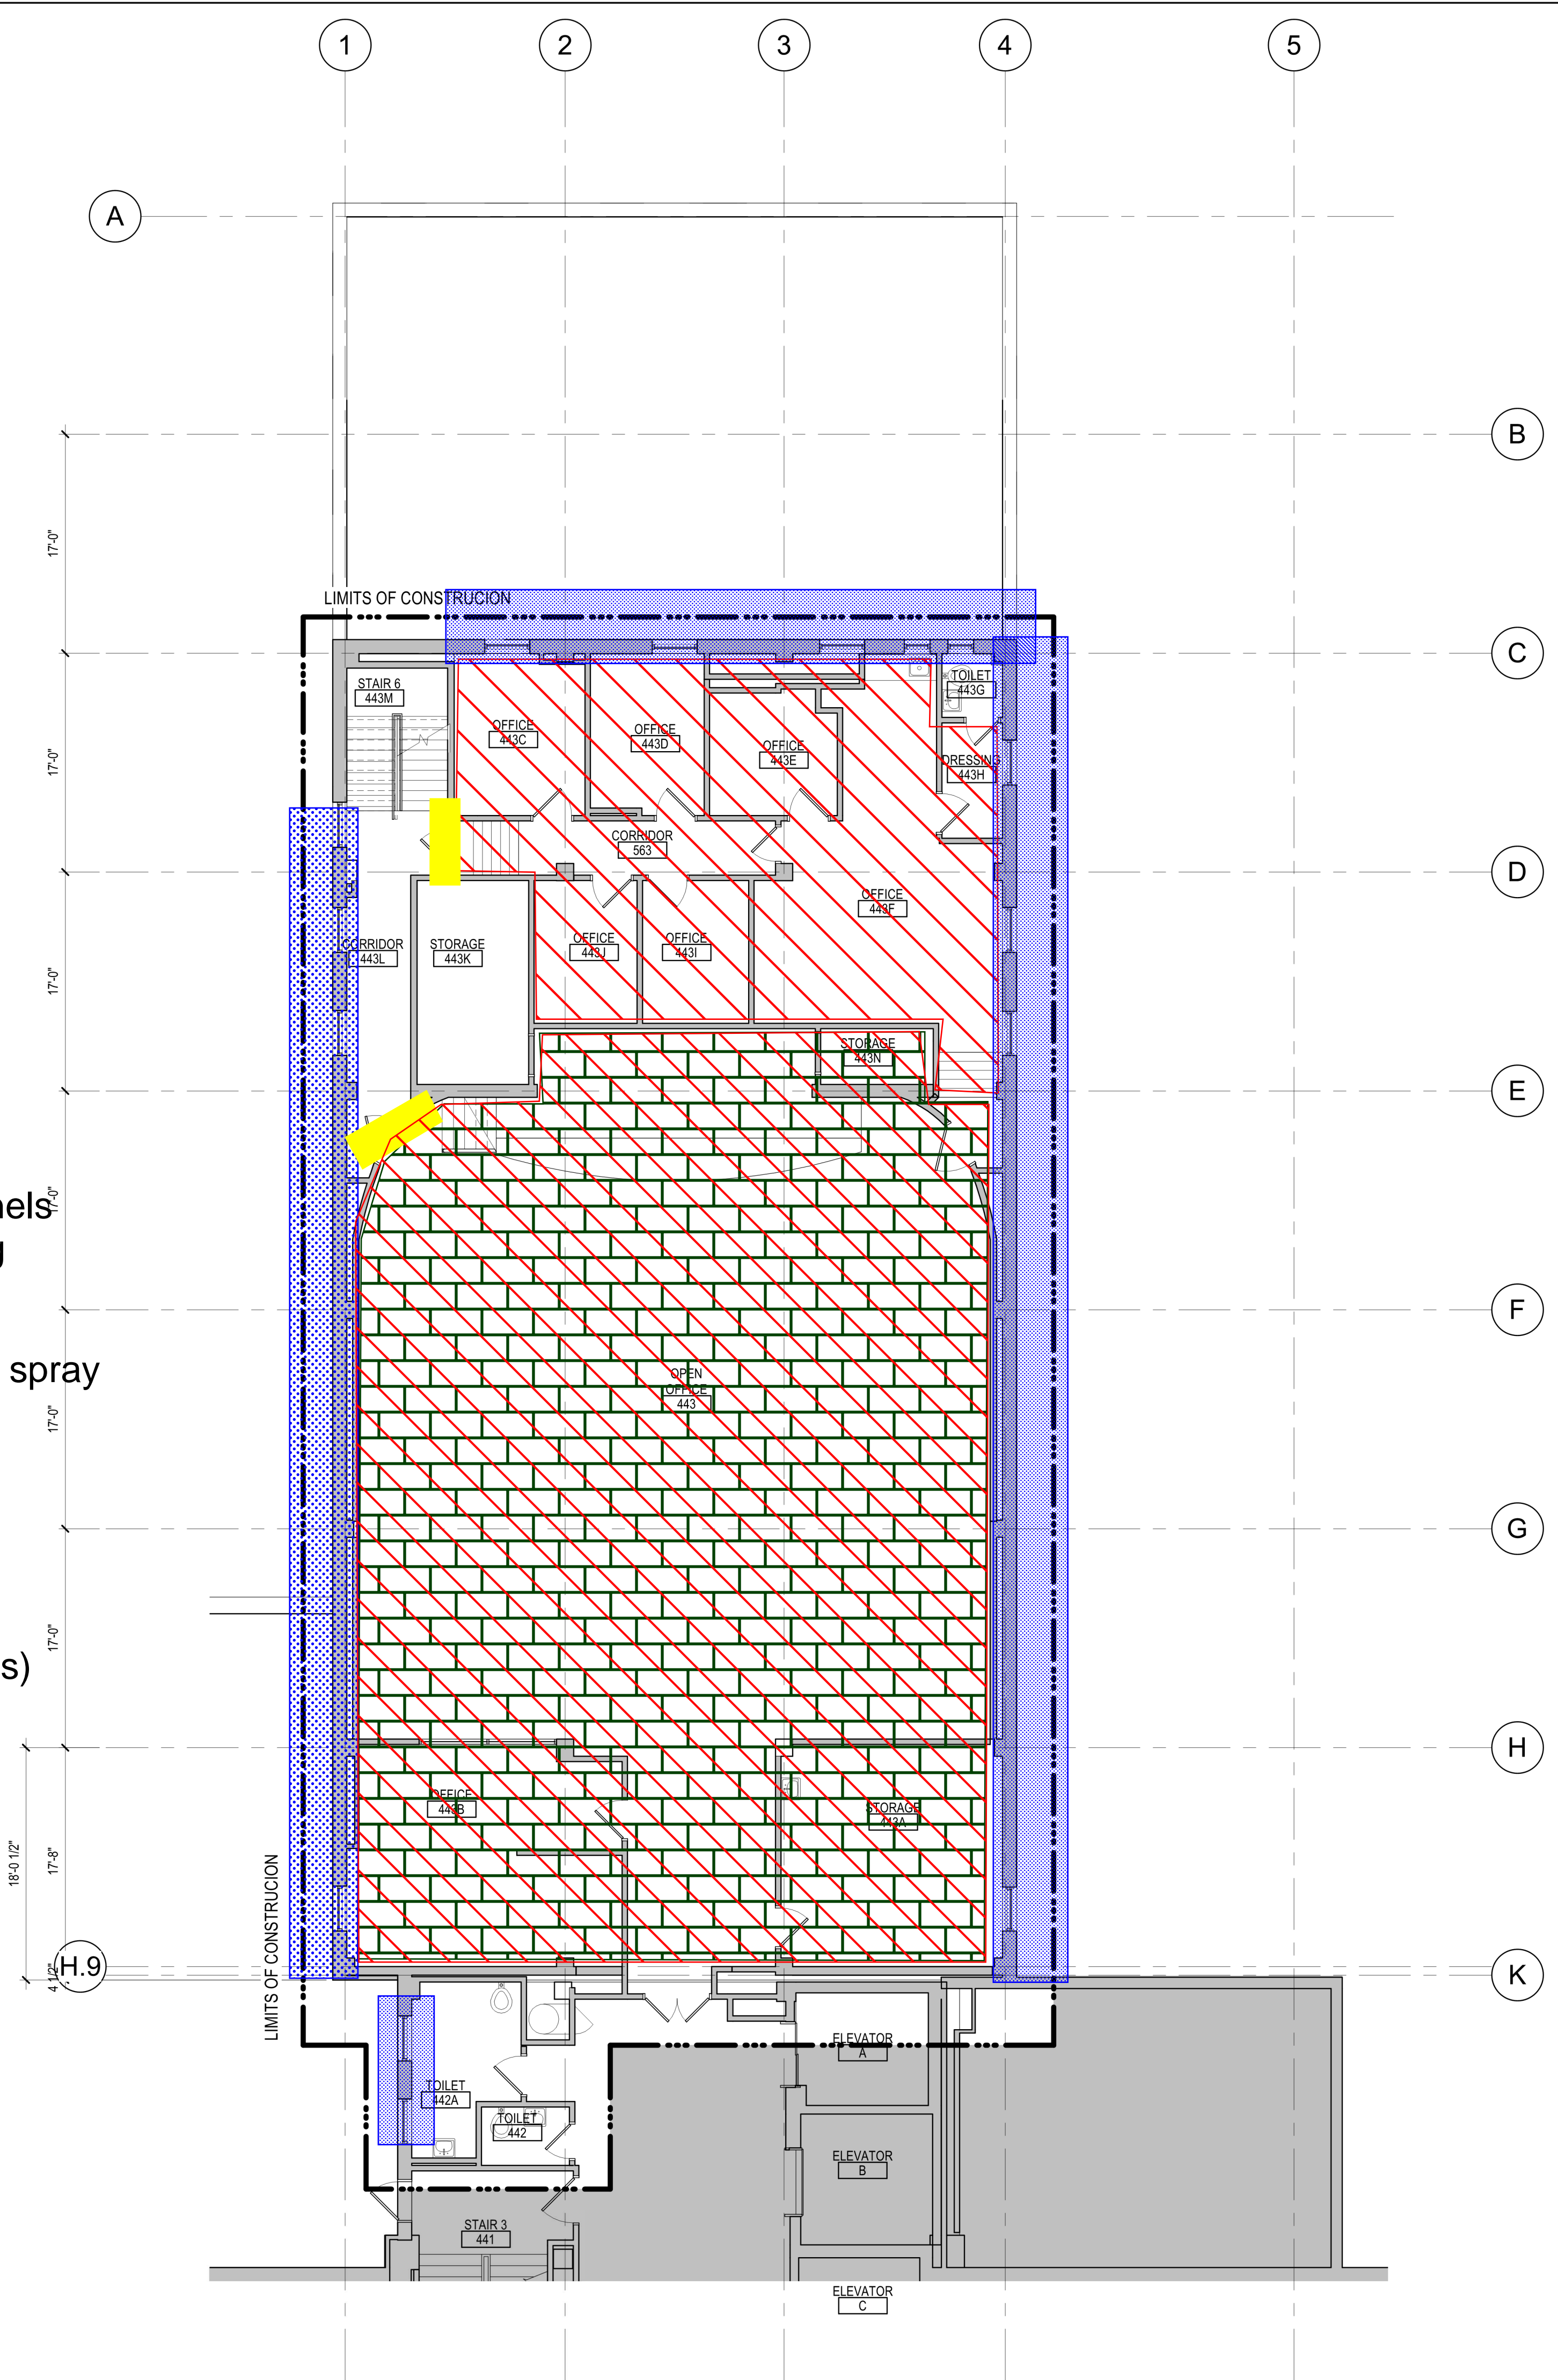 1
2
3
4
5
A
B
17'-0"
LIMITS OF CONSTRUCION
C
STAIR 6
443M
TOILET
443G
OFFICE
443C
OFFICE
443D
OFFICE
443E
DRESSING
443H
17'-0"
CORRIDOR
563
D
OFFICE
443F
CORRIDOR
443L
STORAGE
443K
OFFICE
443J
OFFICE
443I
17'-0"
STORAGE
443N
E
nels
17'-0"
g
F
spray
OPEN
OFFICE
443
17'-0"
G
17'-0"
s)
H
OFFICE
443B
STORAGE
443A
18'-0 1/2"
17'-8"
LIMITS OF CONSTRUCION
H.9
4 1/2"
K
ELEVATOR
A
TOILET
442A
TOILET
442
ELEVATOR
B
STAIR 3
441
ELEVATOR
C